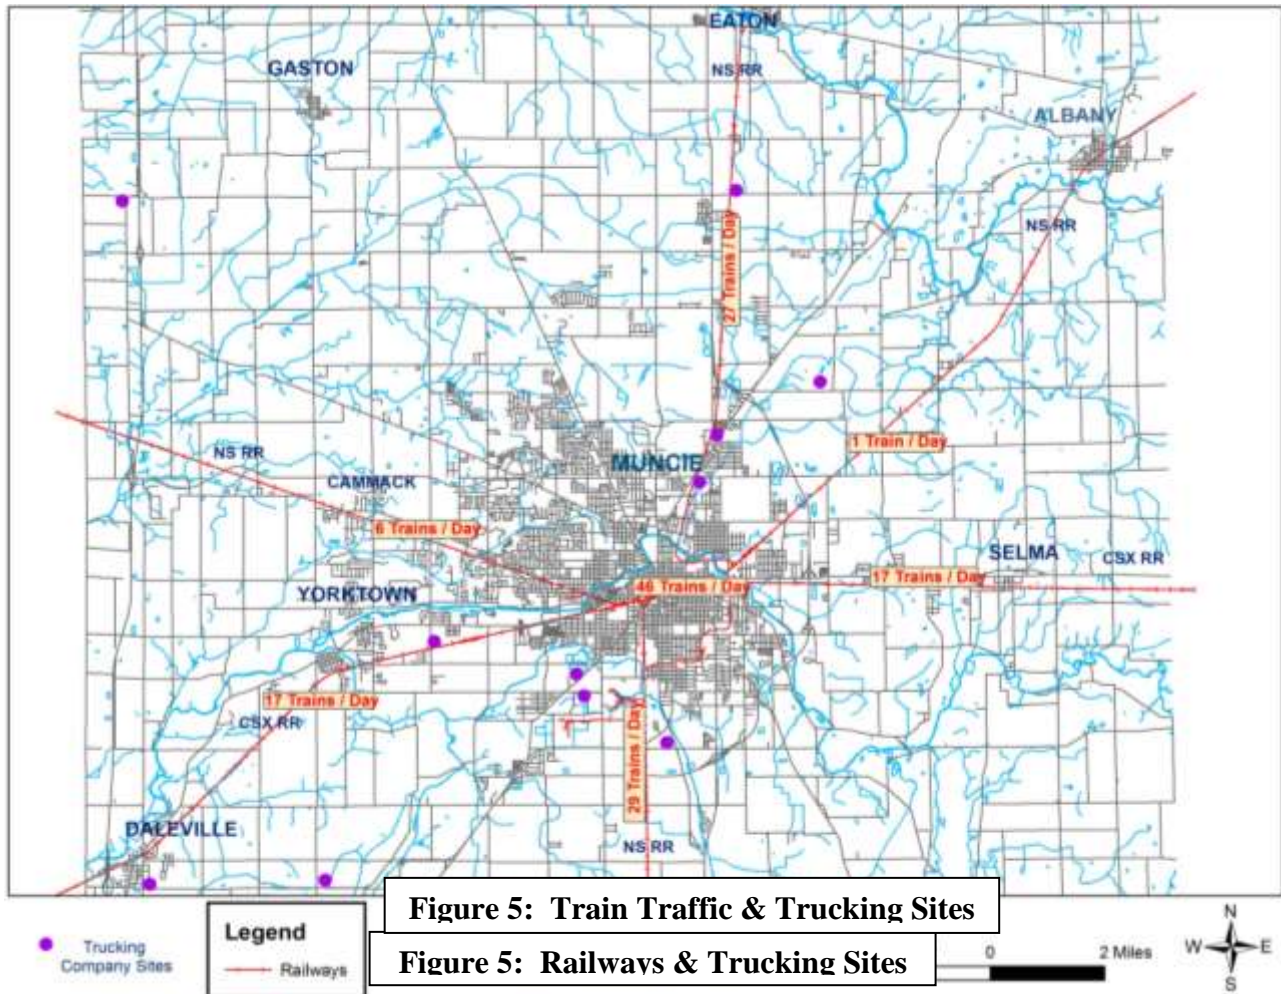 EATON
GASTON
NS RR
ALBANY
NS RR
27 Trains / Day
1 Train / Day
MUNCIE
NS RR
CAMMACK
6 Trains / Day
SELMA
CSX RR
17 Trains / Day
46 Trains / Day
YORKTOWN
17 Trains / Day
CSX RR
29 Trains / Day
DALEVILLE
NS RR
Figure 5: Train Traffic & Trucking Sites
Trucking
Company Sites
Legend
Railways
Figure 5: Railways & Trucking Sites
0 2 Miles
N
W E
S